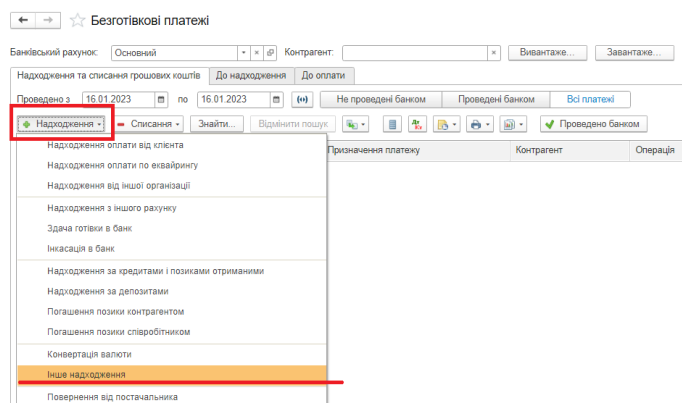 Безготівкові платежі
Банківський рахунок: Основний Контрагент: Вивантаже... Завантаже...
Надходження та списання грошових коштів До надходження До оплати
Проведено з 16.01.2023 по 16.01.2023 Не проведені банком Проведені банком Всі платежі
Надходження Списання Знайти... Відмінити пошук Дт Кт Проведено банком
Призначення платежу Контрагент Операція
Надходження оплати від клієнта
Надходження оплати по еквайрингу
Надходження від іншої організації
Надходження з іншого рахунку
Здача готівки в банк
Інкасація в банк
Надходження за кредитами і позиками отриманими
Надходження за депозитами
Погашення позики контрагентом
Погашення позики співробітником
Конвертація валюти
Інше надходження
Повернення від постачальника